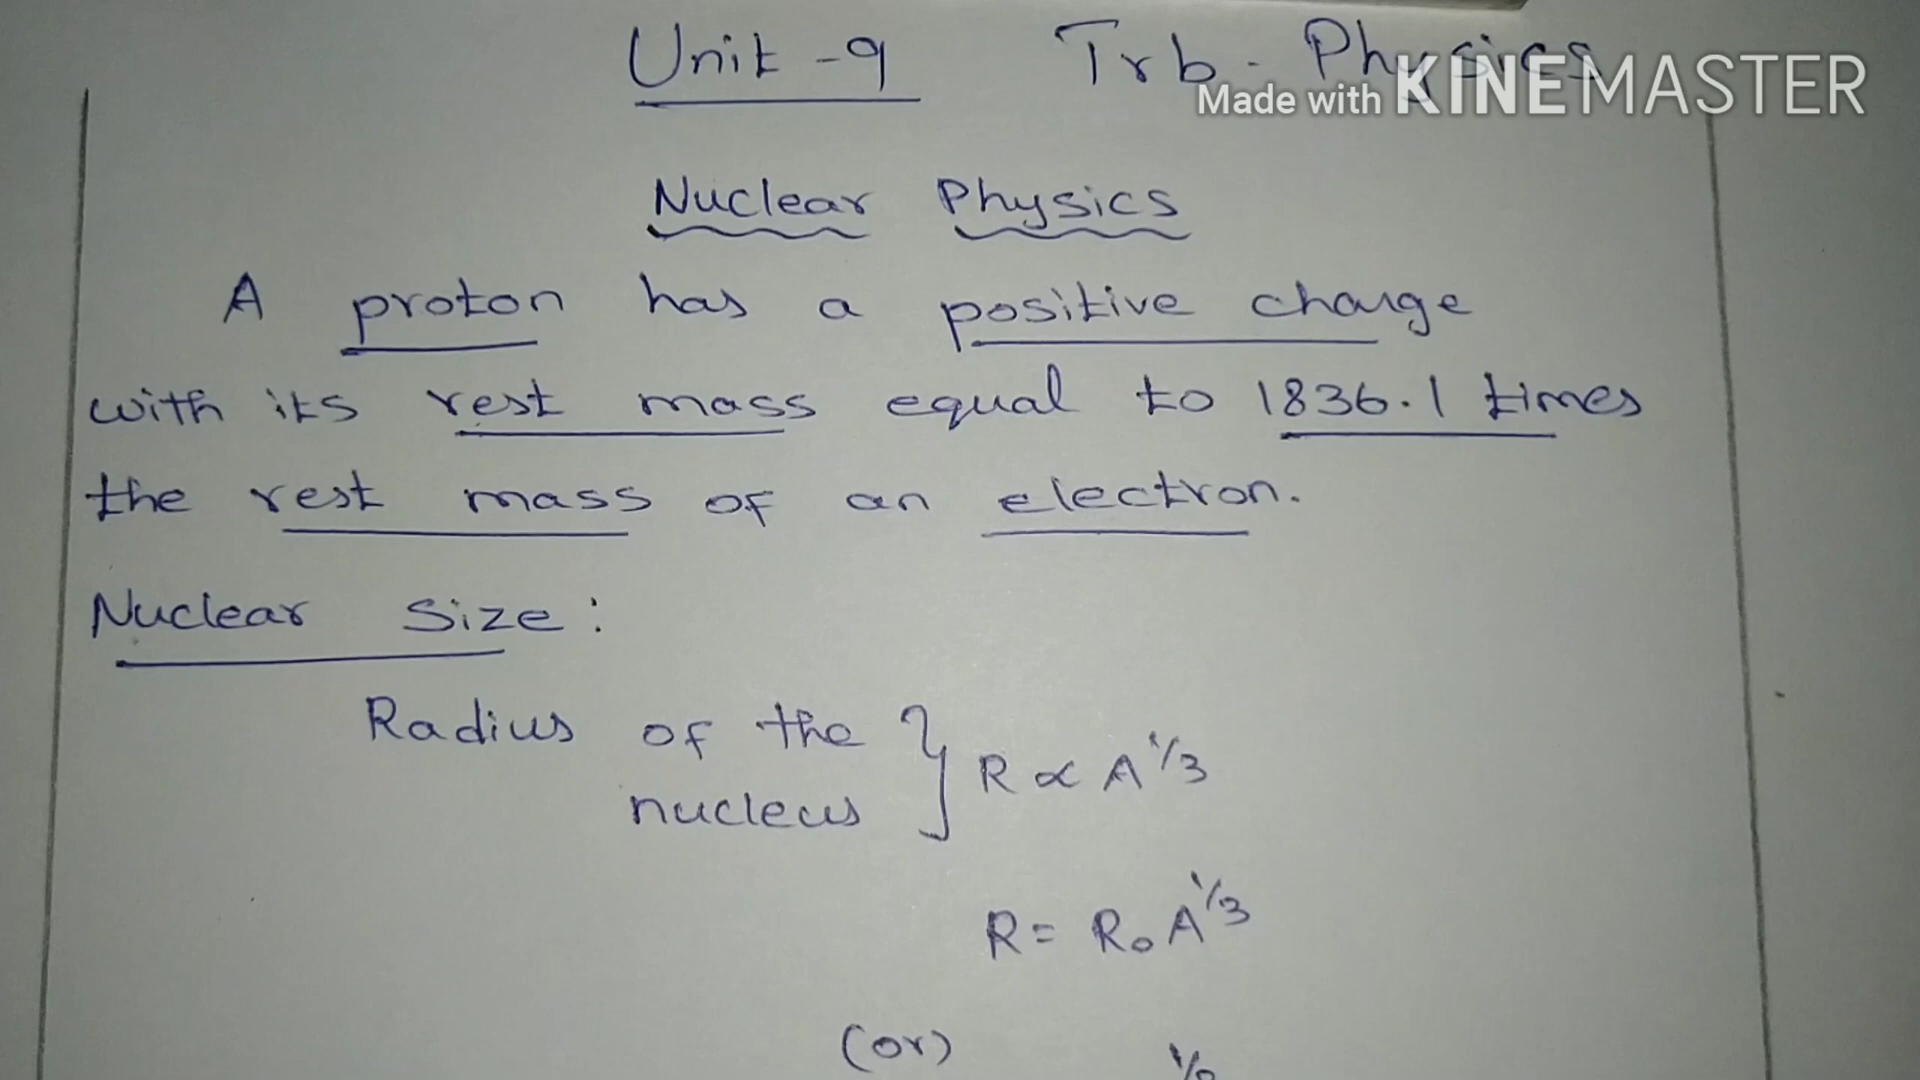 Unit - 9 Trb - Physics
Made with KINEMASTER
Nuclear Physics
A proton has a positive charge
with its rest mass equal to 1836.1 times
the rest mass of an electron.
Nuclear Size :
Radius of the
nucleus } R ∝ A^1/3
R = R₀ A^1/3
(or)